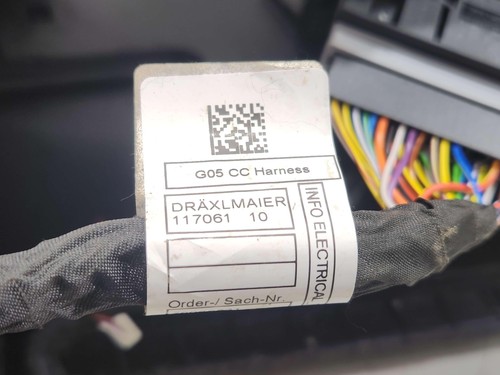 G05 CC Harness
DRÄXLMAIER
117061 10
Order-/ Sach-Nr.
INFO ELECTRICAL